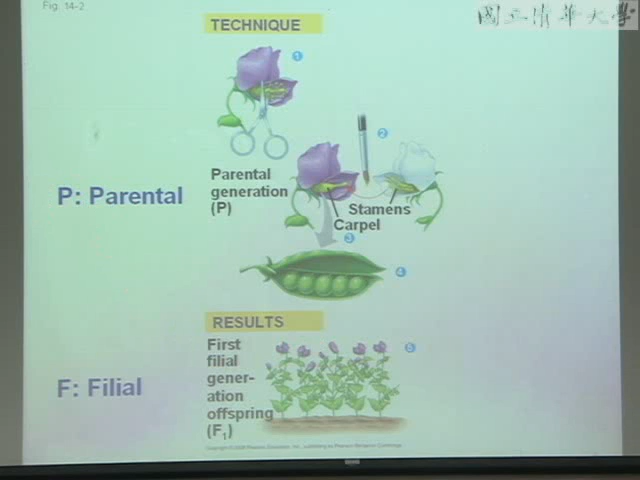 Fig. 14-2
國立清華大學
TECHNIQUE
1
2
Parental
generation
(P)
P: Parental
Stamens
Carpel
3
4
RESULTS
First
filial
gener-
ation
offspring
(F1)
5
F: Filial